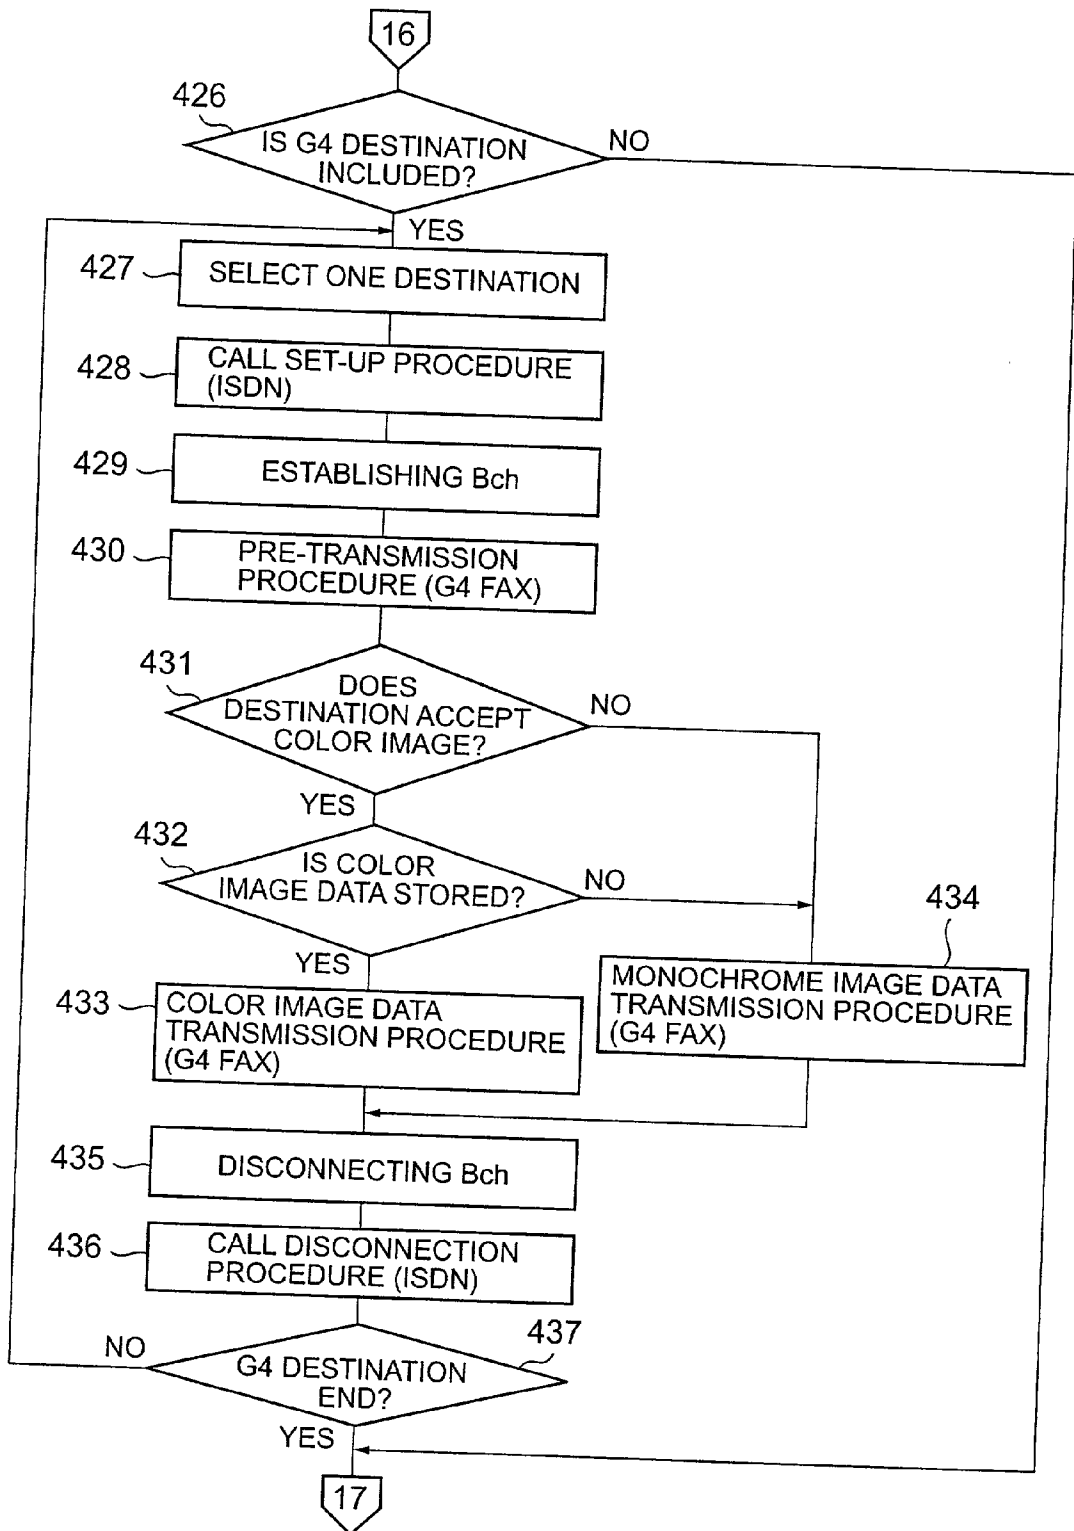 16
426
IS G4 DESTINATION
INCLUDED?
NO
YES
427
SELECT ONE DESTINATION
428
CALL SET-UP PROCEDURE
(ISDN)
429
ESTABLISHING Bch
430
PRE-TRANSMISSION
PROCEDURE (G4 FAX)
431
DOES
DESTINATION ACCEPT
COLOR IMAGE?
NO
YES
432
IS COLOR
IMAGE DATA STORED?
NO
YES
434
MONOCHROME IMAGE DATA
TRANSMISSION PROCEDURE
(G4 FAX)
433
COLOR IMAGE DATA
TRANSMISSION PROCEDURE
(G4 FAX)
435
DISCONNECTING Bch
436
CALL DISCONNECTION
PROCEDURE (ISDN)
437
NO
G4 DESTINATION
END?
YES
17